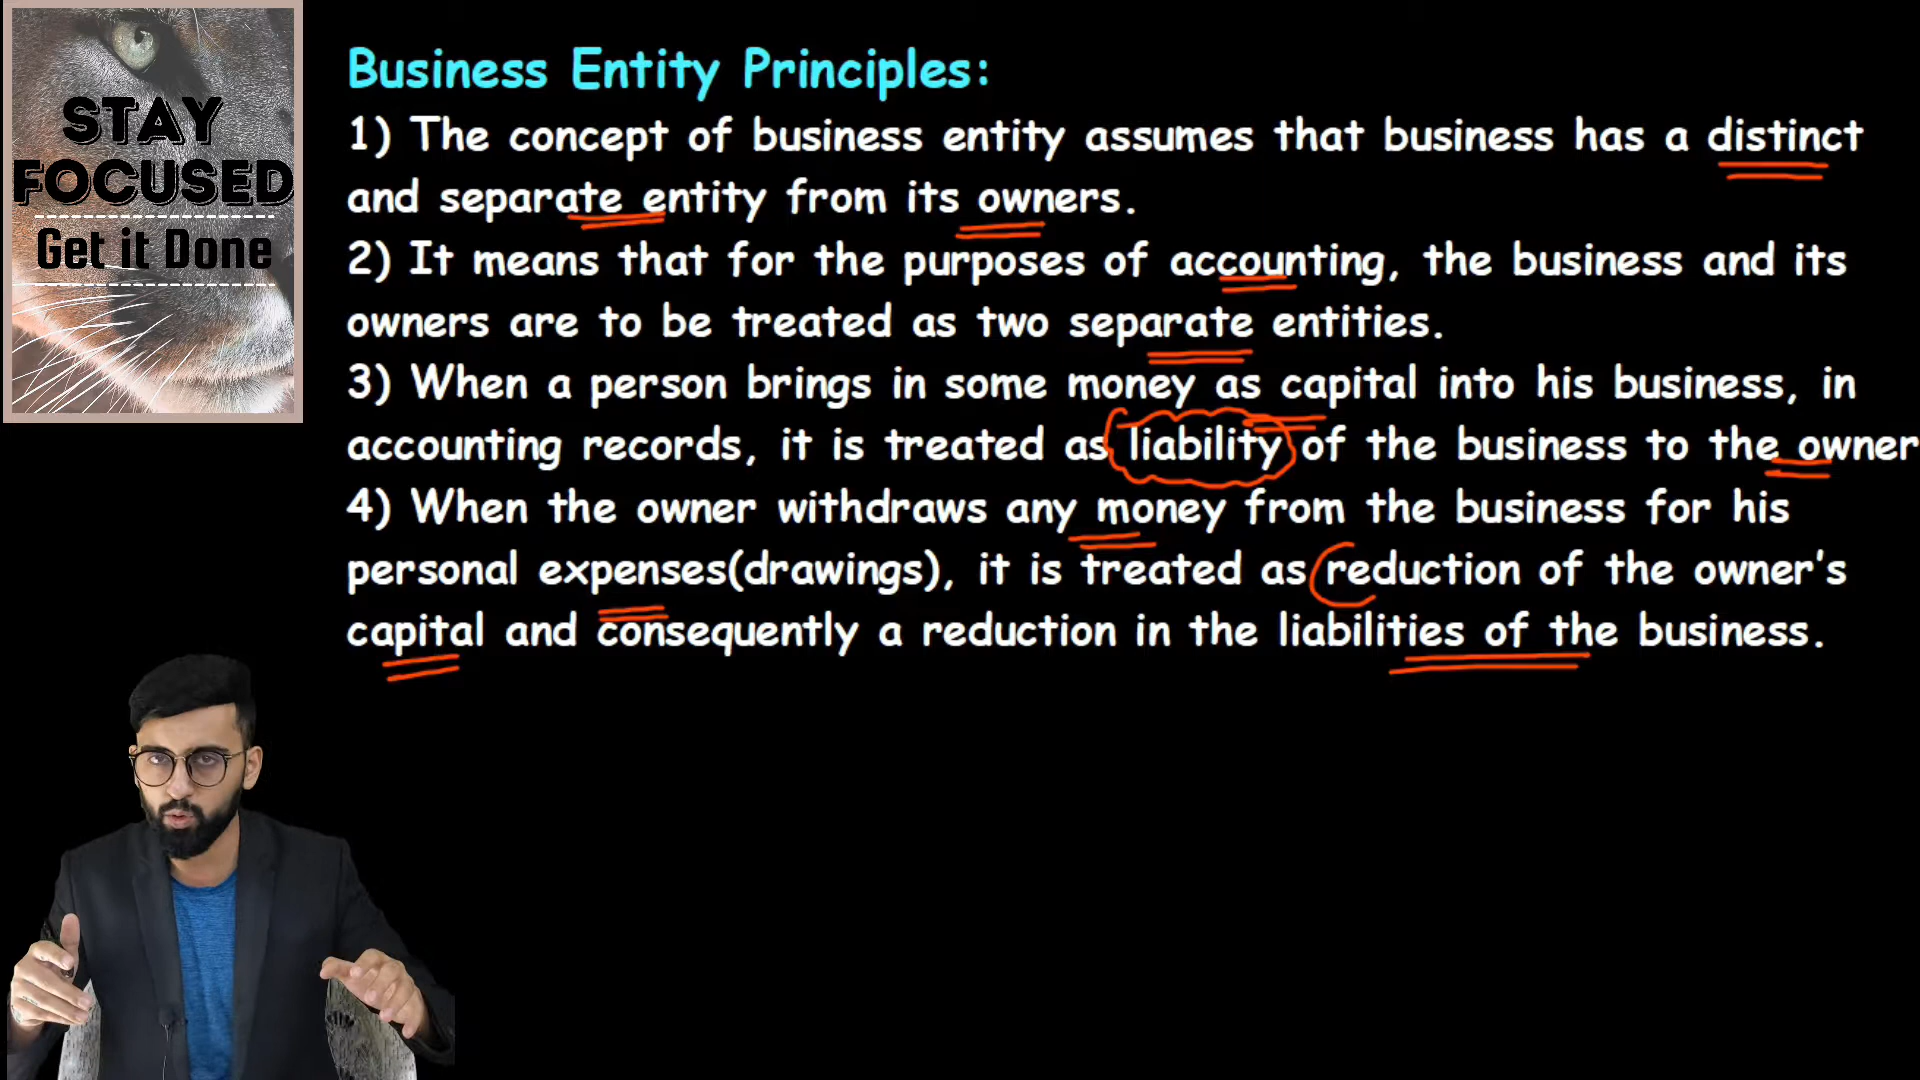 STAY
FOCUSED
Get it Done
Business Entity Principles:
1) The concept of business entity assumes that business has a distinct
and separate entity from its owners.
2) It means that for the purposes of accounting, the business and its
owners are to be treated as two separate entities.
3) When a person brings in some money as capital into his business, in
accounting records, it is treated as liability of the business to the owner
4) When the owner withdraws any money from the business for his
personal expenses(drawings), it is treated as reduction of the owner's
capital and consequently a reduction in the liabilities of the business.